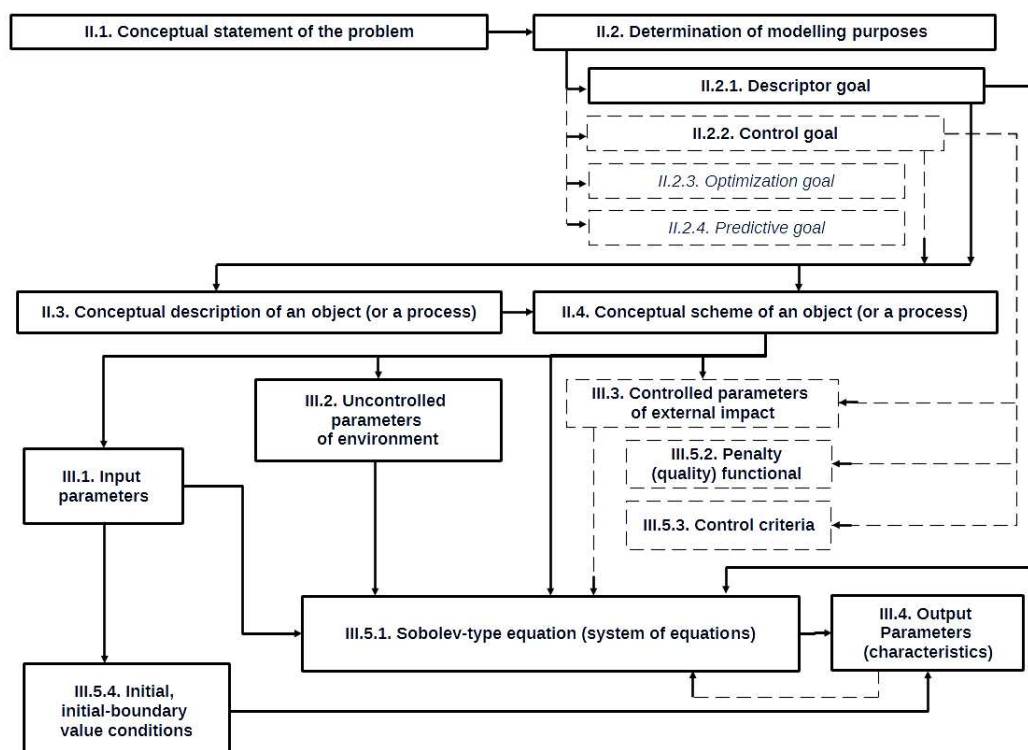 II.1. Conceptual statement of the problem
II.2. Determination of modelling purposes
II.2.1. Descriptor goal
II.2.2. Control goal
II.2.3. Optimization goal
II.2.4. Predictive goal
II.3. Conceptual description of an object (or a process)
II.4. Conceptual scheme of an object (or a process)
III.2. Uncontrolled
parameters
of environment
III.3. Controlled parameters
of external impact
III.1. Input
parameters
III.5.2. Penalty
(quality) functional
III.5.3. Control criteria
III.5.1. Sobolev-type equation (system of equations)
III.4. Output
Parameters
(characteristics)
III.5.4. Initial,
initial-boundary
value conditions